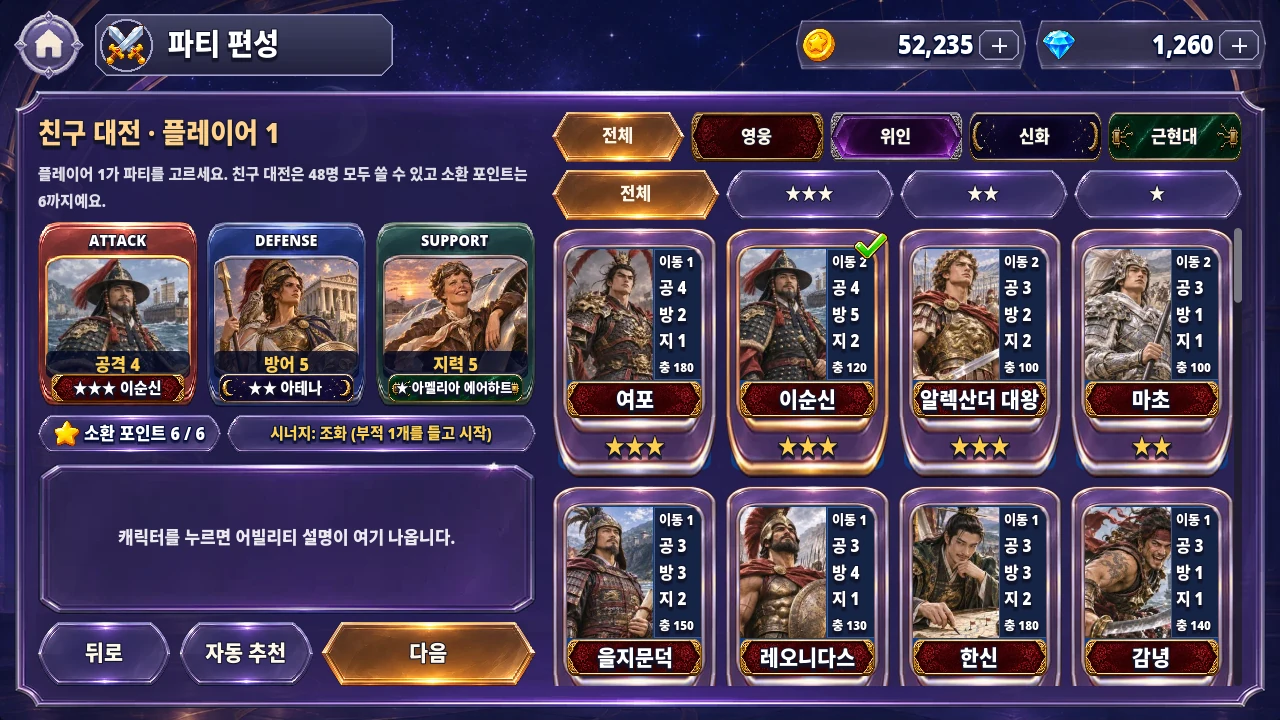 파티 편성
52,235 +
1,260 +
친구 대전 · 플레이어 1
플레이어 1가 파티를 고르세요. 친구 대전은 48명 모두 쓸 수 있고 소환 포인트는
6까지예요.
ATTACK
공격 4
★★★ 이순신
DEFENSE
방어 5
★★ 아테나
SUPPORT
지력 5
★ 아멜리아 에어하트
소환 포인트 6 / 6
시너지: 조화 (부적 1개를 들고 시작)
캐릭터를 누르면 어빌리티 설명이 여기 나옵니다.
뒤로
자동 추천
다음
전체
영웅
위인
신화
근현대
전체
★★★
★★
★
이동 1
공 4
방 2
지 1
충 180
여포
★★★
이동 2
공 4
방 5
지 2
충 120
이순신
★★★
이동 2
공 3
방 2
지 2
충 100
알렉산더 대왕
★★★
이동 2
공 3
방 1
지 1
충 100
마초
★★
이동 1
공 3
방 3
지 2
충 150
을지문덕
이동 1
공 3
방 4
지 1
충 130
레오니다스
이동 1
공 3
방 3
지 2
충 180
한신
이동 1
공 3
방 1
지 1
충 140
감녕